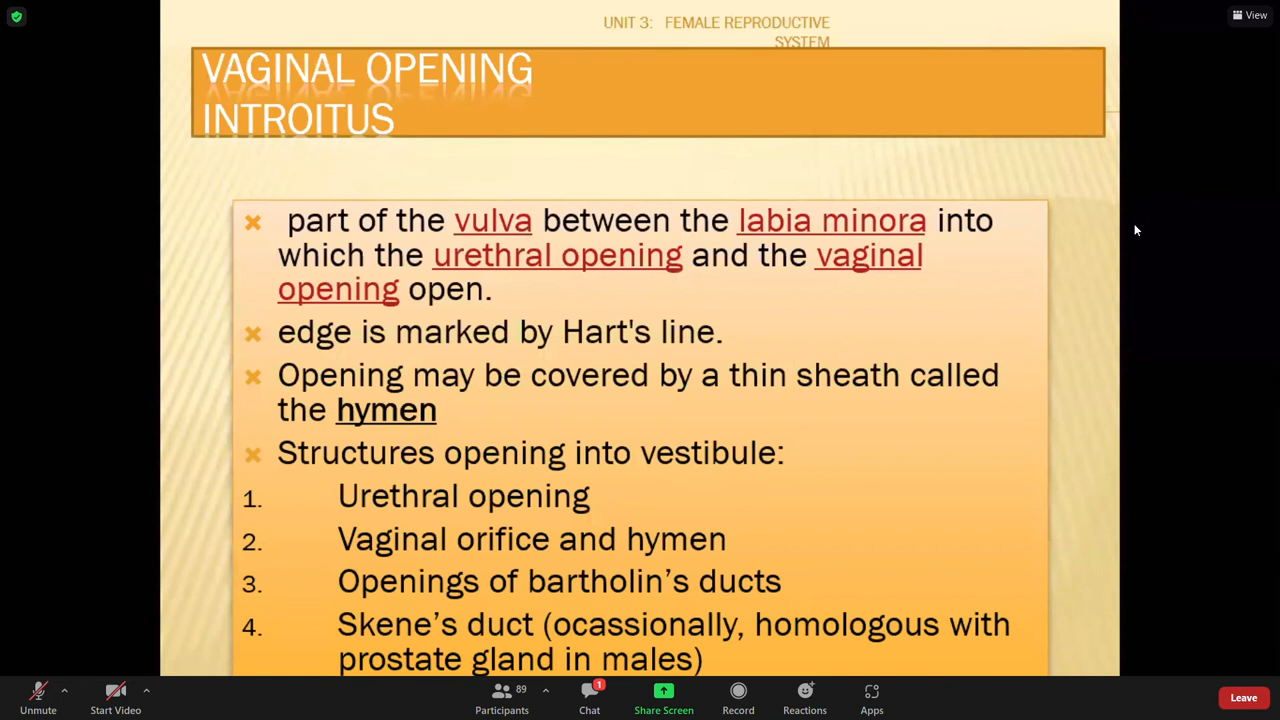 View
UNIT 3: FEMALE REPRODUCTIVE
SYSTEM
VAGINAL OPENING
INTROITUS
part of the vulva between the labia minora into
which the urethral opening and the vaginal
opening open.
edge is marked by Hart's line.
Opening may be covered by a thin sheath called
the hymen
Structures opening into vestibule:
1. Urethral opening
2. Vaginal orifice and hymen
3. Openings of bartholin’s ducts
4. Skene’s duct (ocassionally, homologous with
prostate gland in males)
Unmute
Start Video
89
Participants
1
Chat
Share Screen
Record
Reactions
Apps
Leave